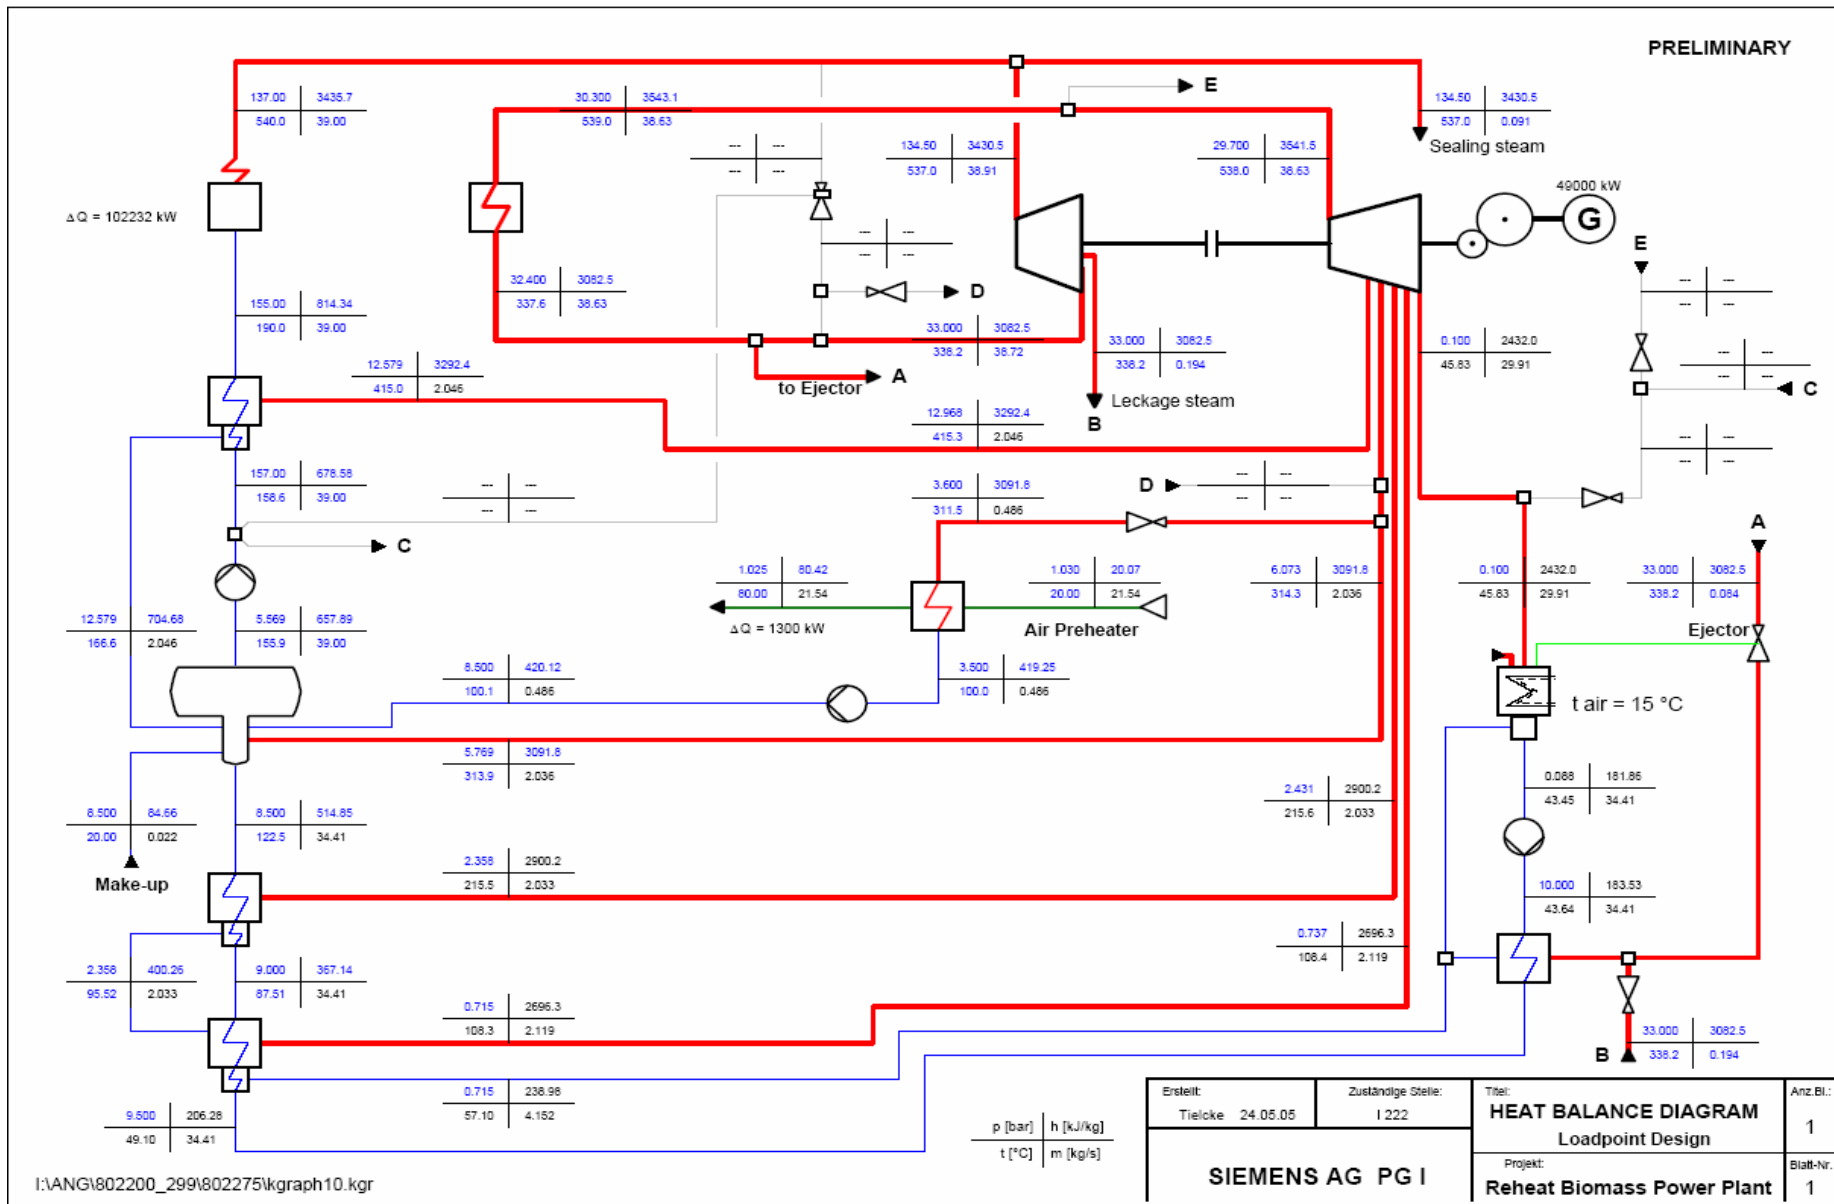 PRELIMINARY
137.00 3435.7
540.0 39.00
30.300 3543.1
539.0 38.63
E
134.50 3430.5
537.0 0.091
Sealing steam
--- ---
--- ---
134.50 3430.5
537.0 38.91
29.700 3541.5
538.0 38.63
49000 kW
G
ΔQ = 102232 kW
--- ---
--- ---
E
32.400 3082.5
337.6 38.63
D
--- ---
--- ---
155.00 814.34
190.0 39.00
33.000 3082.5
338.2 38.72
33.000 3082.5
338.2 0.194
0.100 2432.0
45.83 29.91
12.579 3292.4
415.0 2.046
A
to Ejector
--- ---
--- ---
C
Leckage steam
B
12.968 3292.4
415.3 2.046
--- ---
--- ---
157.00 678.58
158.6 39.00
--- ---
--- ---
3.600 3091.8
311.5 0.486
D
--- ---
--- ---
C
A
1.025 80.42
80.00 21.54
1.030 20.07
20.00 21.54
6.073 3091.8
314.3 2.036
0.100 2432.0
45.83 29.91
33.000 3082.5
338.2 0.084
12.579 704.68
166.6 2.046
5.569 657.89
155.9 39.00
ΔQ = 1300 kW
Air Preheater
Ejector
8.500 420.12
100.1 0.486
3.500 419.25
100.0 0.486
t air = 15 °C
5.769 3091.8
313.9 2.036
0.088 181.86
43.45 34.41
8.500 84.66
20.00 0.022
8.500 514.85
122.5 34.41
2.431 2900.2
215.6 2.033
Make-up
2.358 2900.2
215.5 2.033
10.000 183.53
43.64 34.41
0.737 2696.3
108.4 2.119
2.358 400.26
95.52 2.033
9.000 367.14
87.51 34.41
0.715 2696.3
108.3 2.119
33.000 3082.5
338.2 0.194
B
9.500 206.28
49.10 34.41
0.715 238.98
57.10 4.152
p [bar] h [kJ/kg]
t [°C] m [kg/s]
Erstellt:
Tielcke 24.05.05
Zuständige Stelle:
I 222
Titel:
HEAT BALANCE DIAGRAM
Loadpoint Design
Anz.Bl.:
1
SIEMENS AG PG I
Projekt:
Reheat Biomass Power Plant
Blatt-Nr.
1
I:\ANG\802200_299\802275\kgraph10.kgr